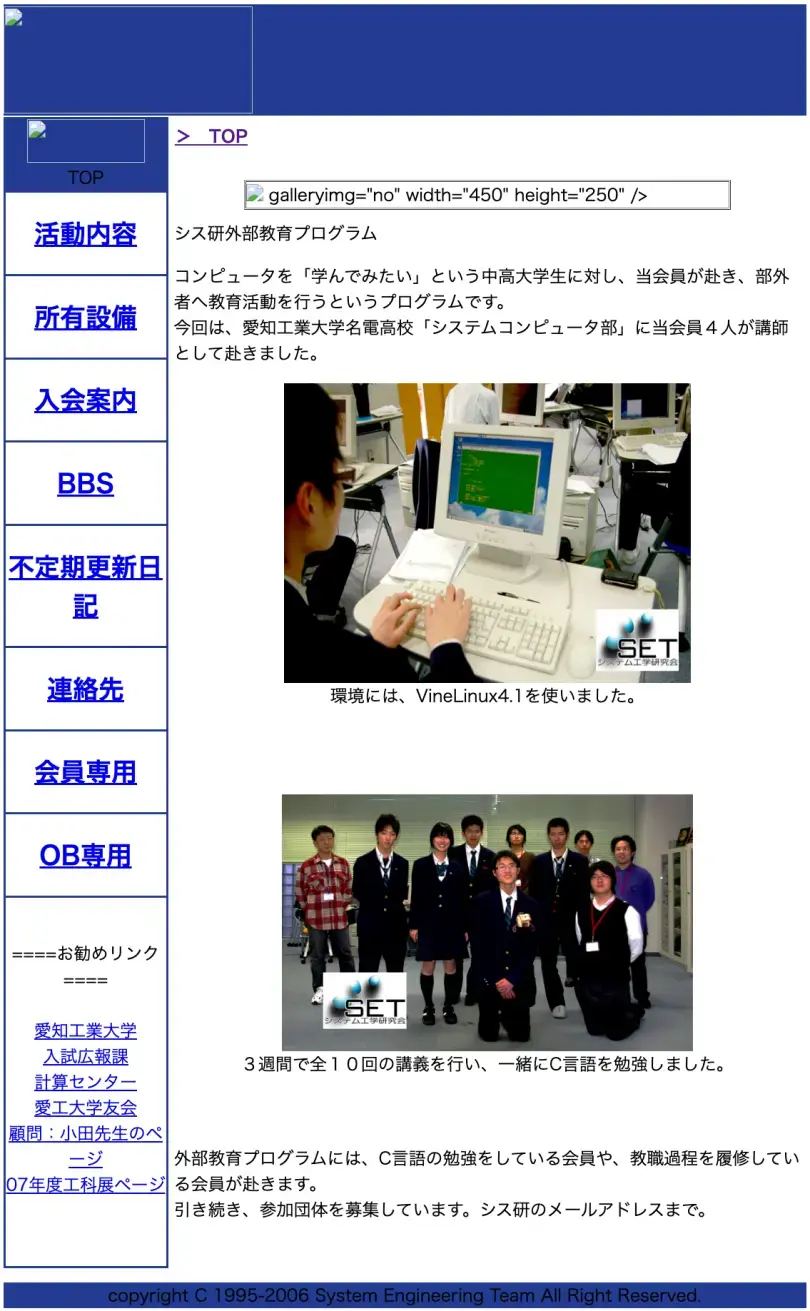 TOP
活動内容
所有設備
入会案内
BBS
不定期更新日
記
連絡先
会員専用
OB専用
====お勧めリンク
====
愛知工業大学
入試広報課
計算センター
愛工大学友会
顧問：小田先生のペ
ージ
07年度工科展ページ
＞　TOP
galleryimg="no" width="450" height="250" />
シス研外部教育プログラム
コンピュータを「学んでみたい」という中高大学生に対し、当会員が赴き、部外
者へ教育活動を行うというプログラムです。
今回は、愛知工業大学名電高校「システムコンピュータ部」に当会員４人が講師
として赴きました。
SET
システム工学研究会
環境には、VineLinux4.1を使いました。
SET
システム工学研究会
３週間で全１０回の講義を行い、一緒にC言語を勉強しました。
外部教育プログラムには、C言語の勉強をしている会員や、教職過程を履修してい
る会員が赴きます。
引き続き、参加団体を募集しています。シス研のメールアドレスまで。
copyright C 1995-2006 System Engineering Team All Right Reserved.